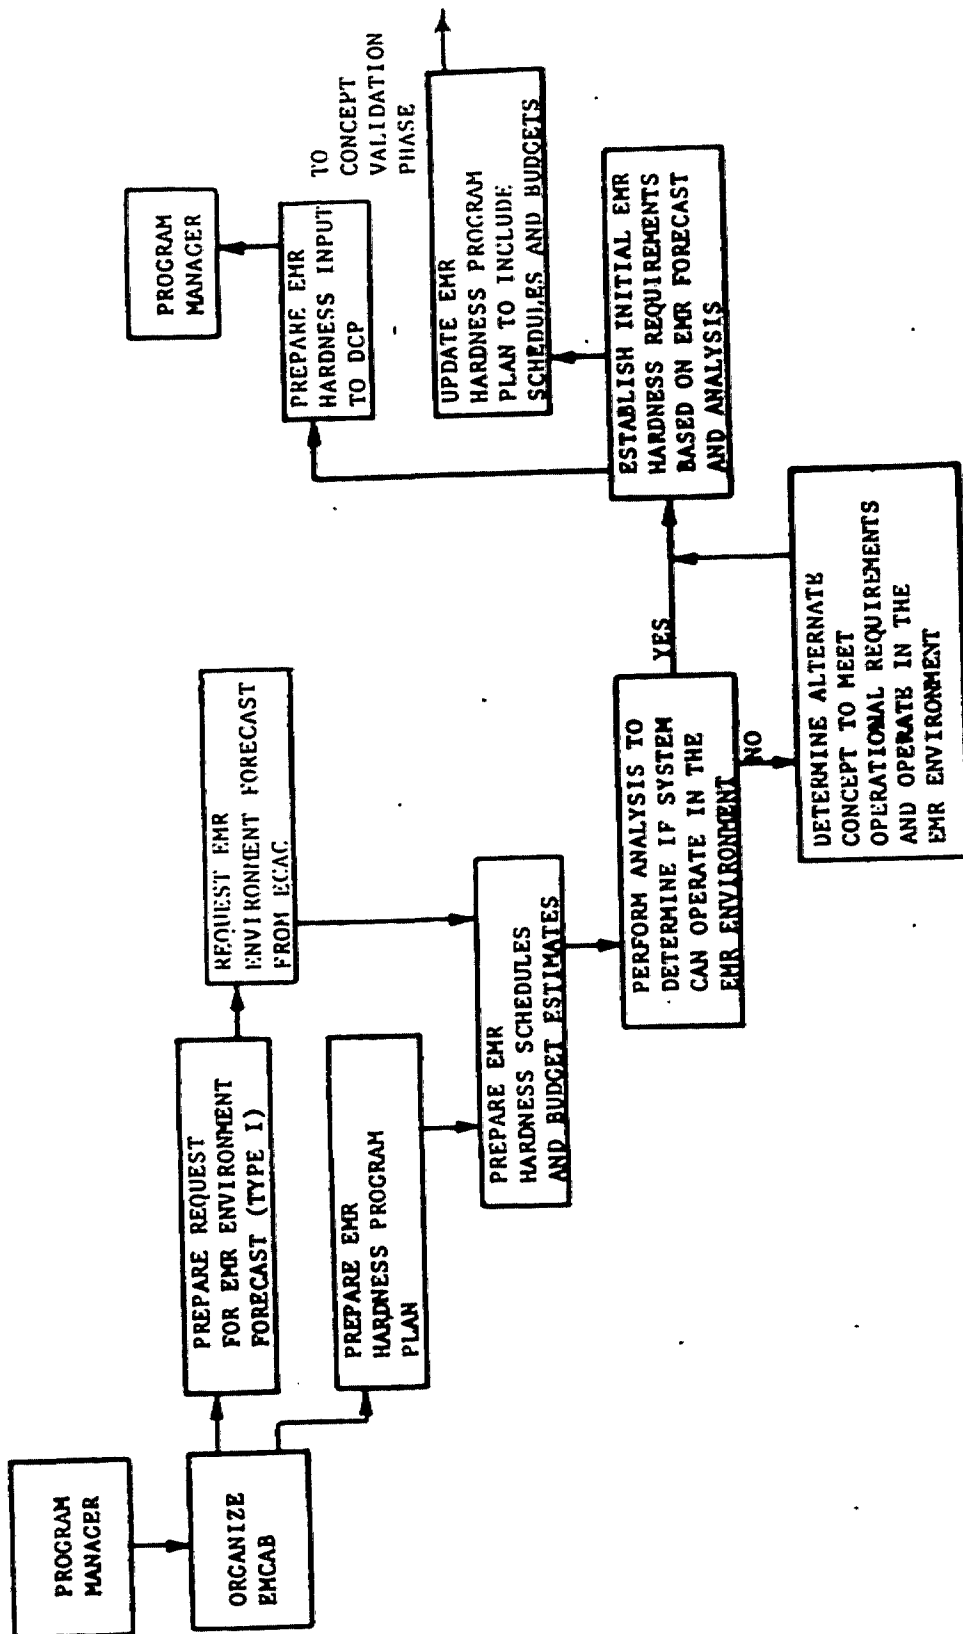 PROGRAM
MANAGER
ORGANIZE
EMCAB
PREPARE REQUEST
FOR EMR ENVIRONMENT
FORECAST (TYPE I)
REQUEST EMR
ENVIRONMENT FORECAST
FROM ECAC
PREPARE EMR
HARDNESS PROGRAM
PLAN
PREPARE EMR
HARDNESS SCHEDULES
AND BUDGET ESTIMATES
PERFORM ANALYSIS TO
DETERMINE IF SYSTEM
CAN OPERATE IN THE
EMR ENVIRONMENT
YES
NO
DETERMINE ALTERNATE
CONCEPT TO MEET
OPERATIONAL REQUIREMENTS
AND OPERATE IN THE
EMR ENVIRONMENT
ESTABLISH INITIAL EMR
HARDNESS REQUIREMENTS
BASED ON EMR FORECAST
AND ANALYSIS
PREPARE EMR
HARDNESS INPUT
TO DCP
PROGRAM
MANAGER
UPDATE EMR
HARDNESS PROGRAM
PLAN TO INCLUDE
SCHEDULES AND BUDGETS
TO
CONCEPT
VALIDATION
PHASE